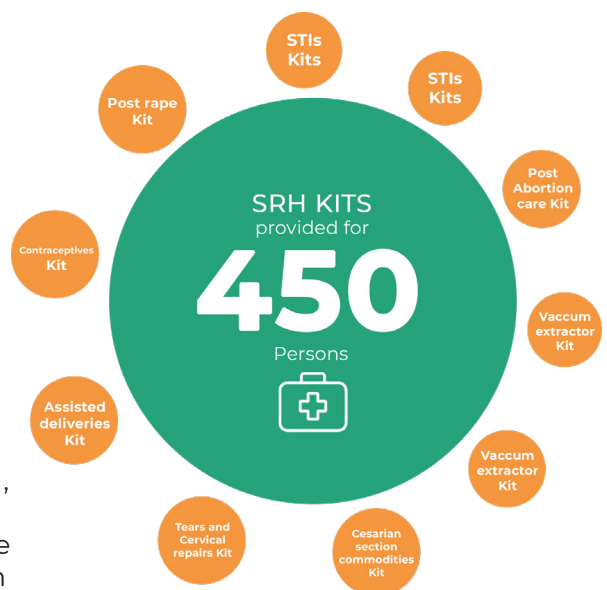 STIs
Kits
STIs
Kits
Post rape
Kit
Post
Abortion
care Kit
SRH KITS
provided for
450
Persons
Contraceptives
Kit
Vaccum
extractor
Kit
Assisted
deliveries
Kit
Vaccum
extractor
Kit
Tears and
Cervical
repairs Kit
Cesarian
section
commodities
Kit
,
e